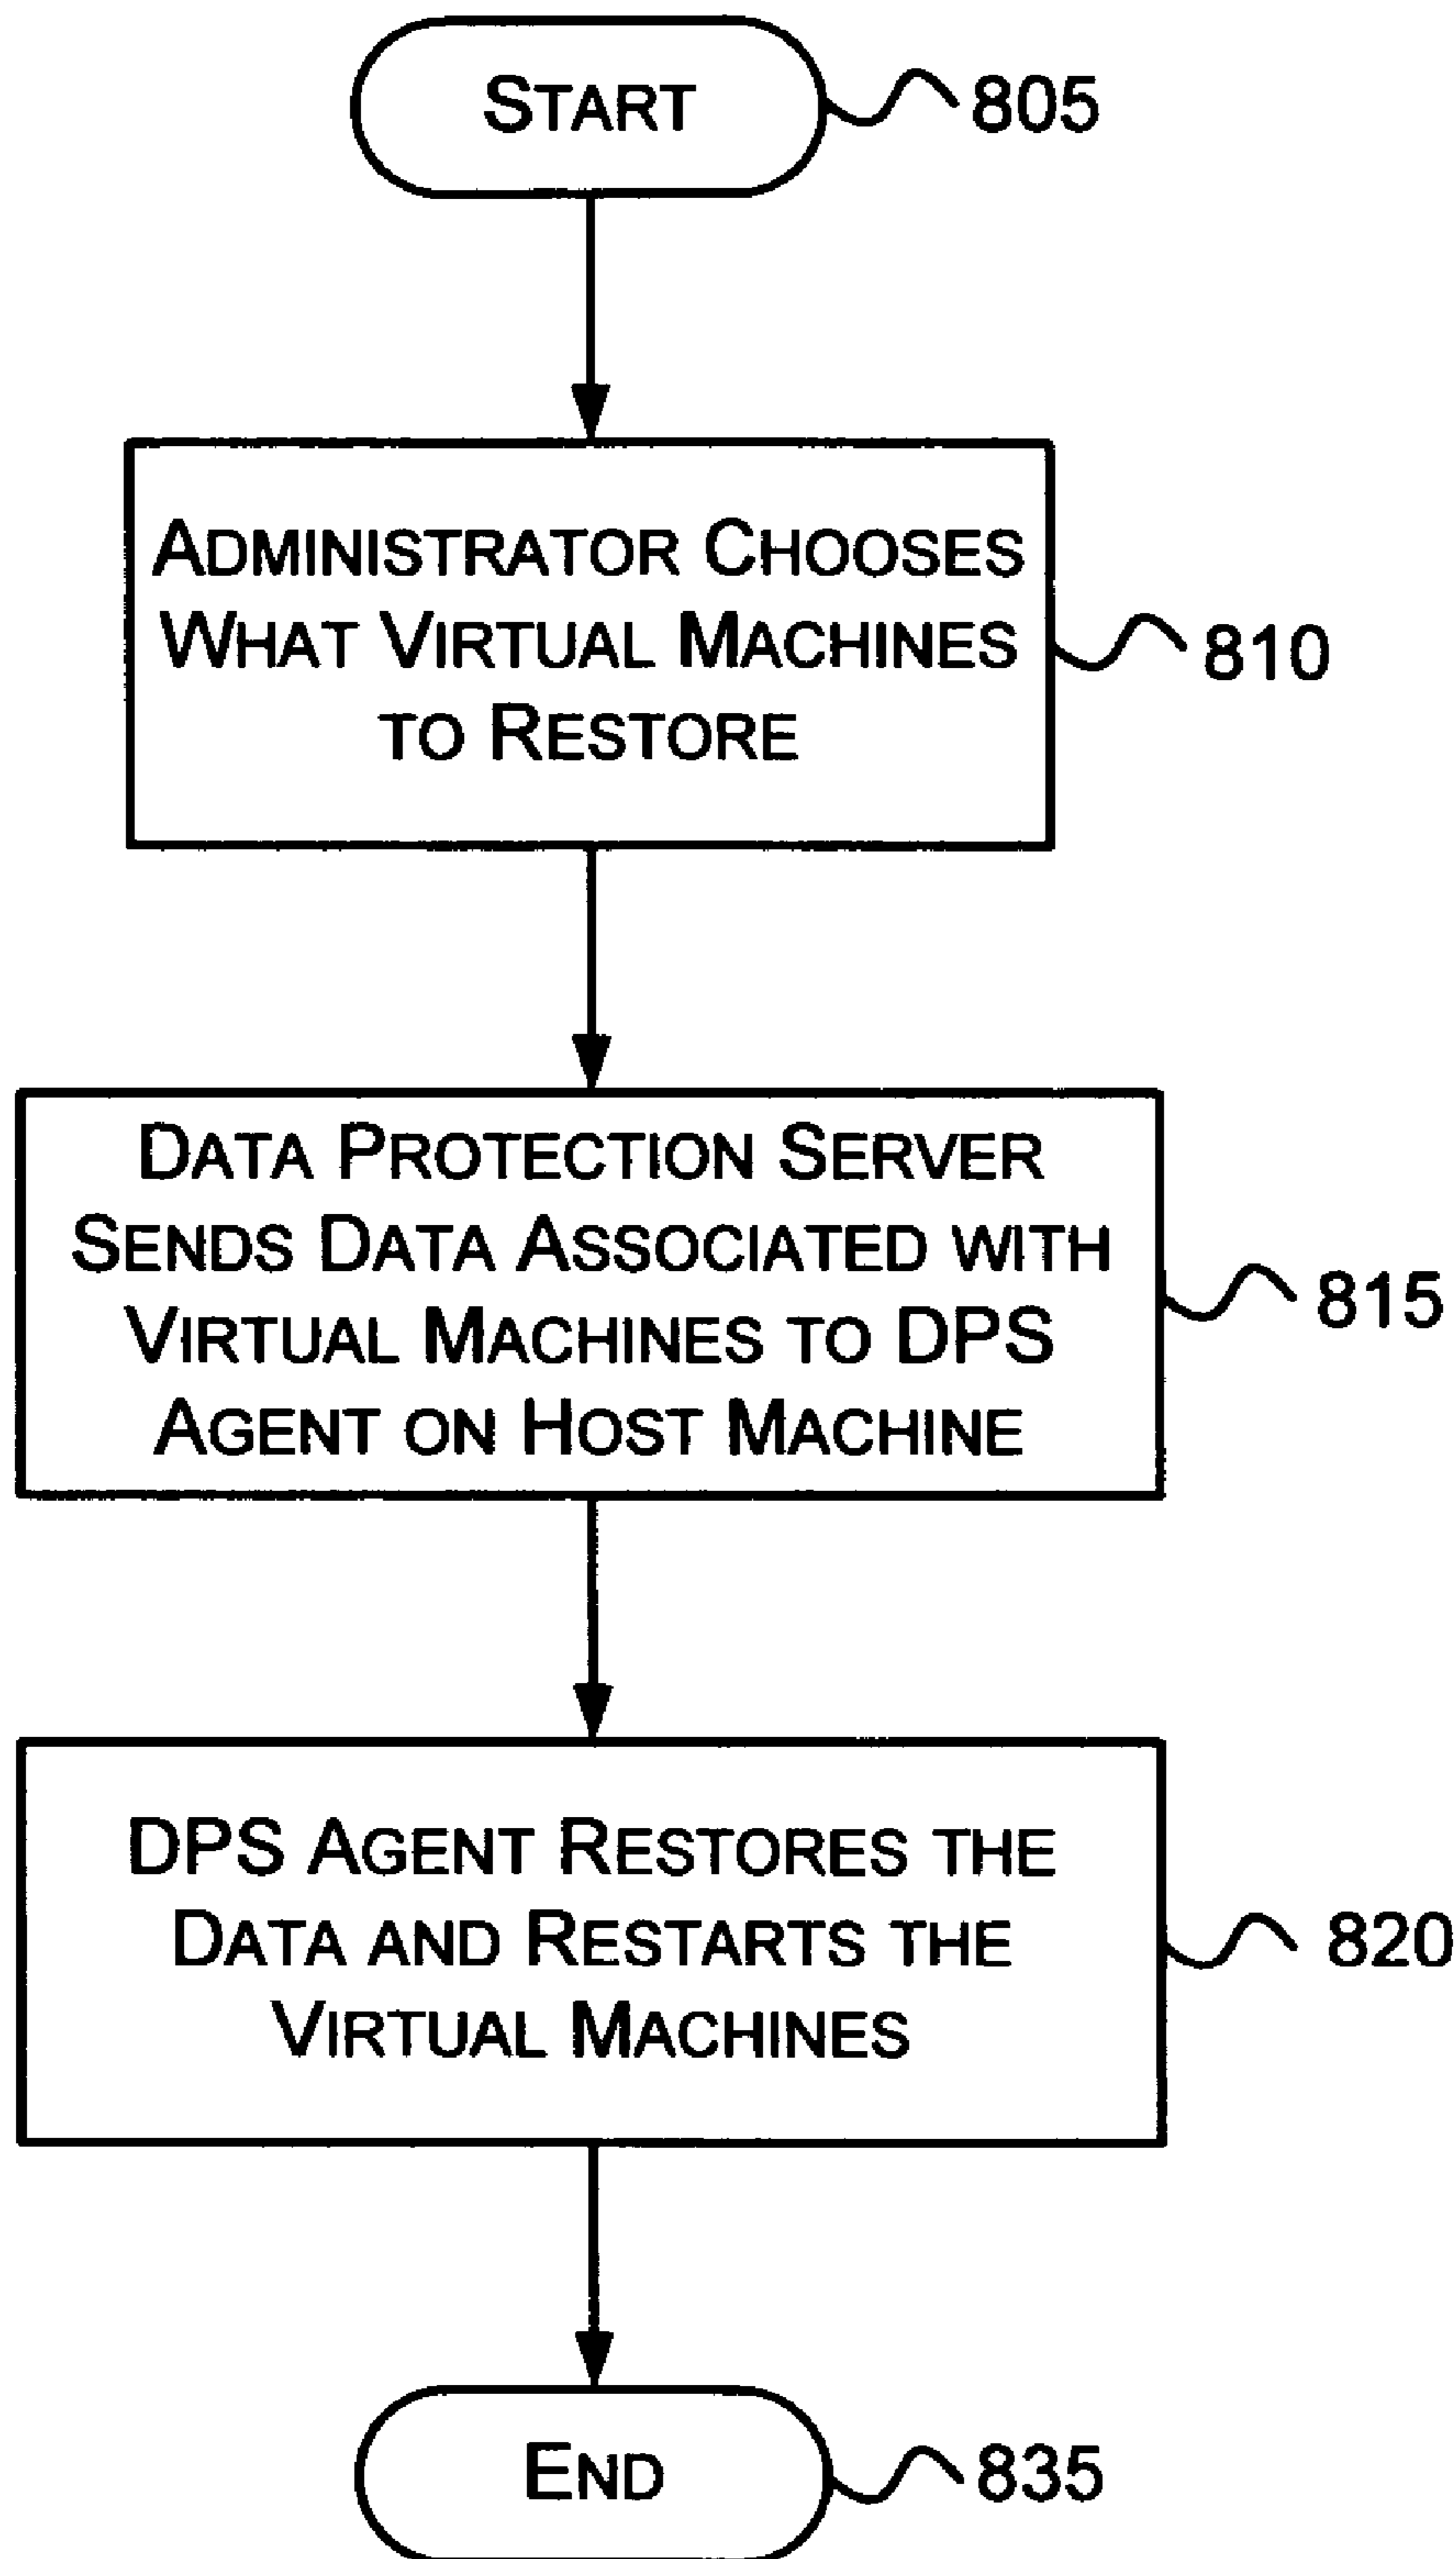 START
805
ADMINISTRATOR CHOOSES
WHAT VIRTUAL MACHINES
TO RESTORE
810
DATA PROTECTION SERVER
SENDS DATA ASSOCIATED WITH
VIRTUAL MACHINES TO DPS
AGENT ON HOST MACHINE
815
DPS AGENT RESTORES THE
DATA AND RESTARTS THE
VIRTUAL MACHINES
820
END
835